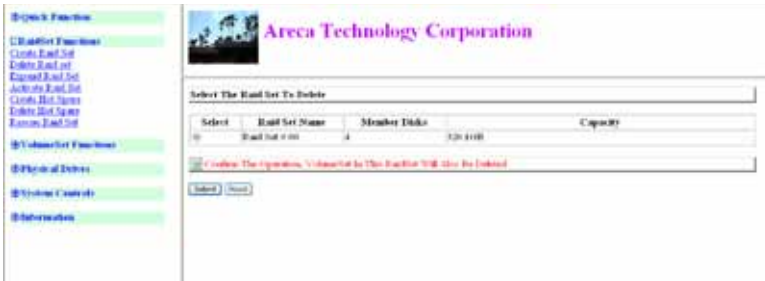 Quick Function
RaidSet Functions
Create Raid Set
Delete Raid set
Expand Raid Set
Activate Raid Set
Create Hot Spare
Delete Hot Spare
Rescue Raid Set
VolumeSet Functions
Physical Drives
System Controls
Information
Areca Technology Corporation
Select The Raid Set To Delete
Select Raid Set Name Member Disks Capacity
Raid Set # 00 4
Confirm The Operation, VolumeSet In This RaidSet Will Also Be Deleted
Submit Reset